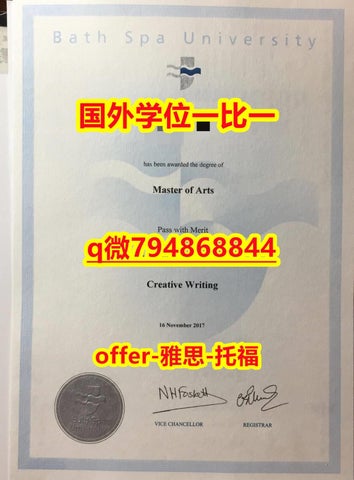 Bath Spa University
国外学位一比一
has been awarded the degree of
Master of Arts
Pass with Merit
q微794868844
Creative Writing
16 November 2017
offer-雅思-托福
VICE CHANCELLOR
REGISTRAR